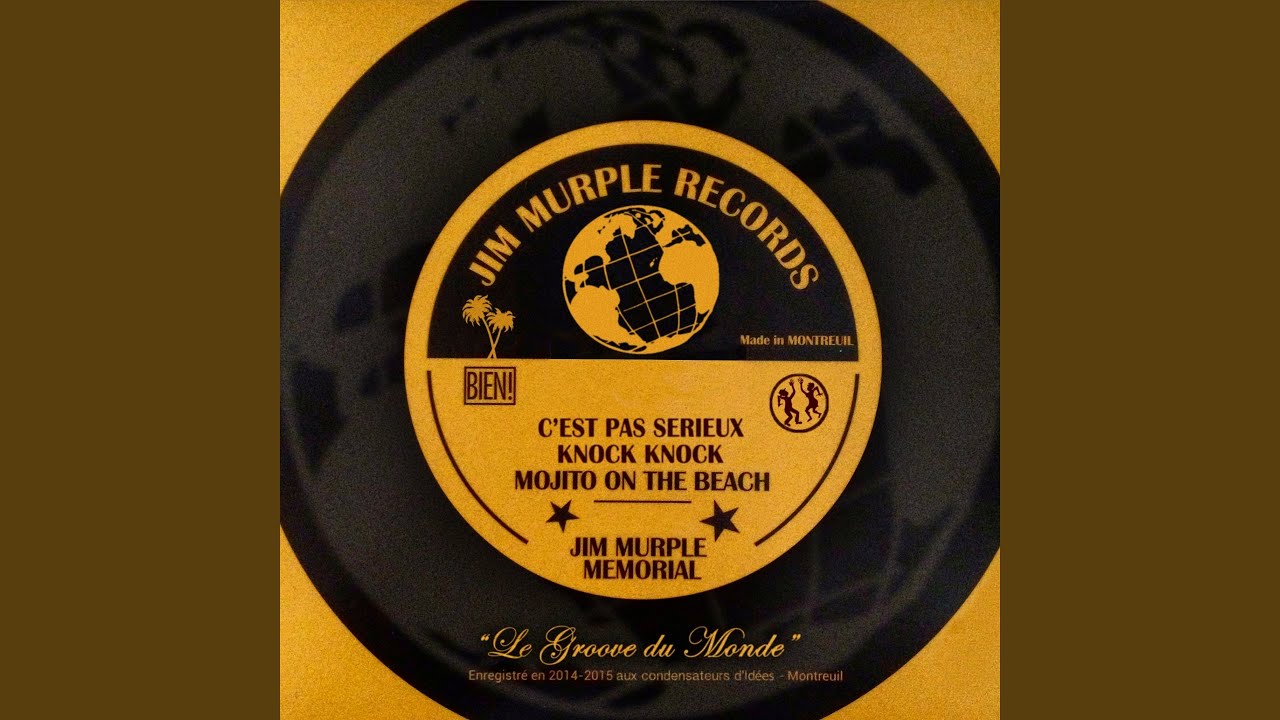 JIM MURPLE RECORDS
Made in MONTREUIL
BIEN!
C'EST PAS SERIEUX
KNOCK KNOCK
MOJITO ON THE BEACH
JIM MURPLE
MEMORIAL
“Le Groove du Monde”
Enregistré en 2014-2015 aux condensateurs d'Idées - Montreuil